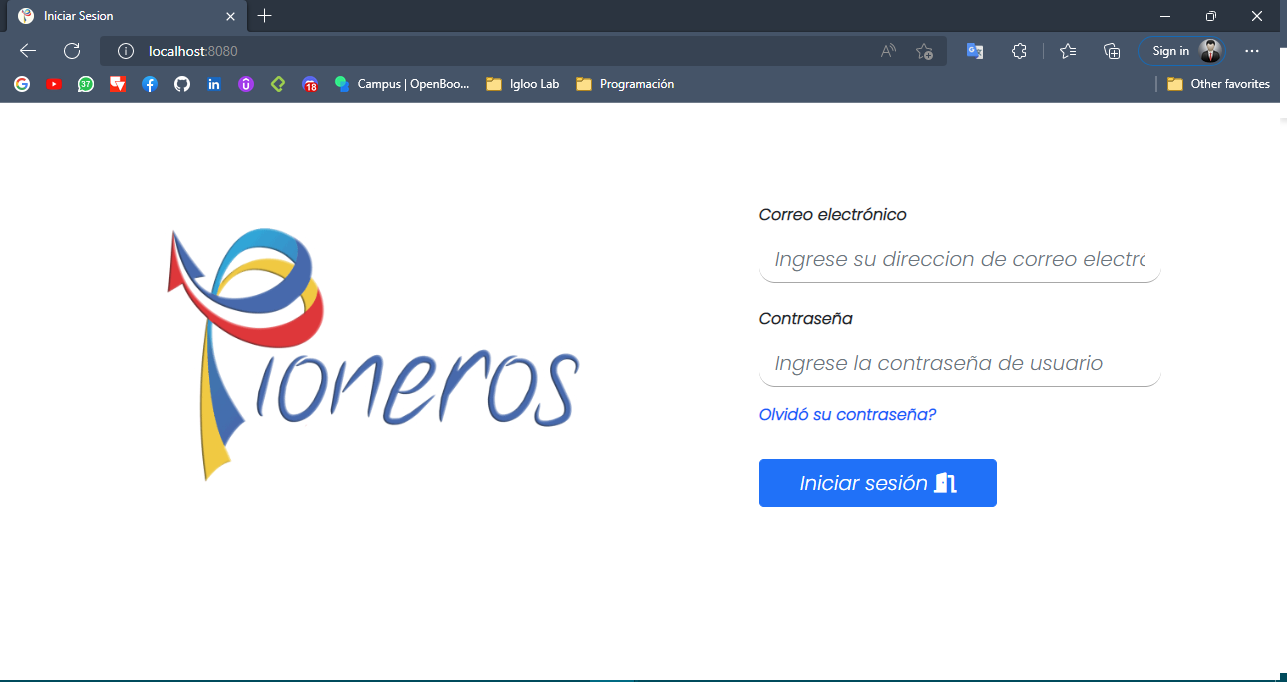 Iniciar Sesion
localhost:8080
Sign in
37
18
Campus | OpenBoo...
Igloo Lab
Programación
Other favorites
Pioneros
Correo electrónico
Ingrese su direccion de correo electró
Contraseña
Ingrese la contraseña de usuario
Olvidó su contraseña?
Iniciar sesión